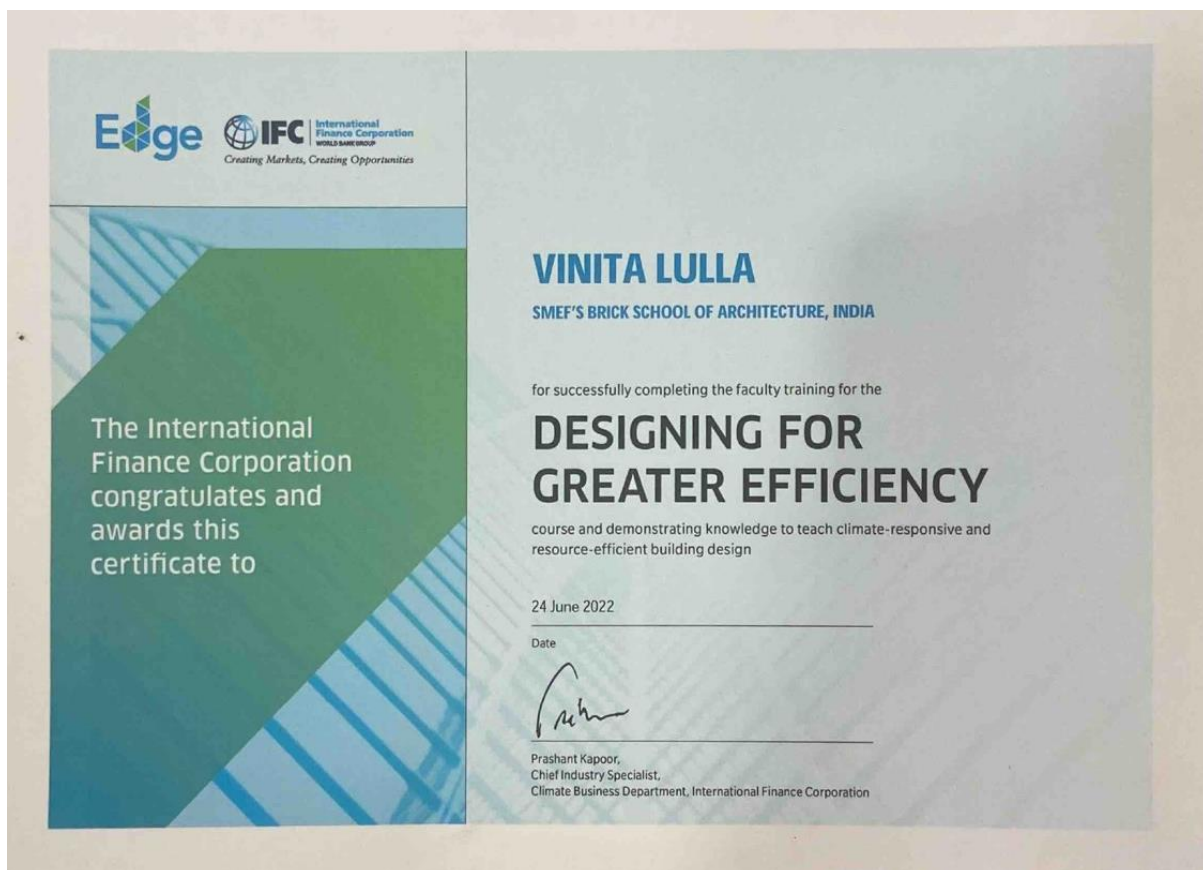 Edge
IFC
International
Finance Corporation
WORLD BANK GROUP
Creating Markets, Creating Opportunities
The International
Finance Corporation
congratulates and
awards this
certificate to
VINITA LULLA
SMEF'S BRICK SCHOOL OF ARCHITECTURE, INDIA
for successfully completing the faculty training for the
DESIGNING FOR
GREATER EFFICIENCY
course and demonstrating knowledge to teach climate-responsive and
resource-efficient building design
24 June 2022
Date
Prashant Kapoor,
Chief Industry Specialist,
Climate Business Department, International Finance Corporation